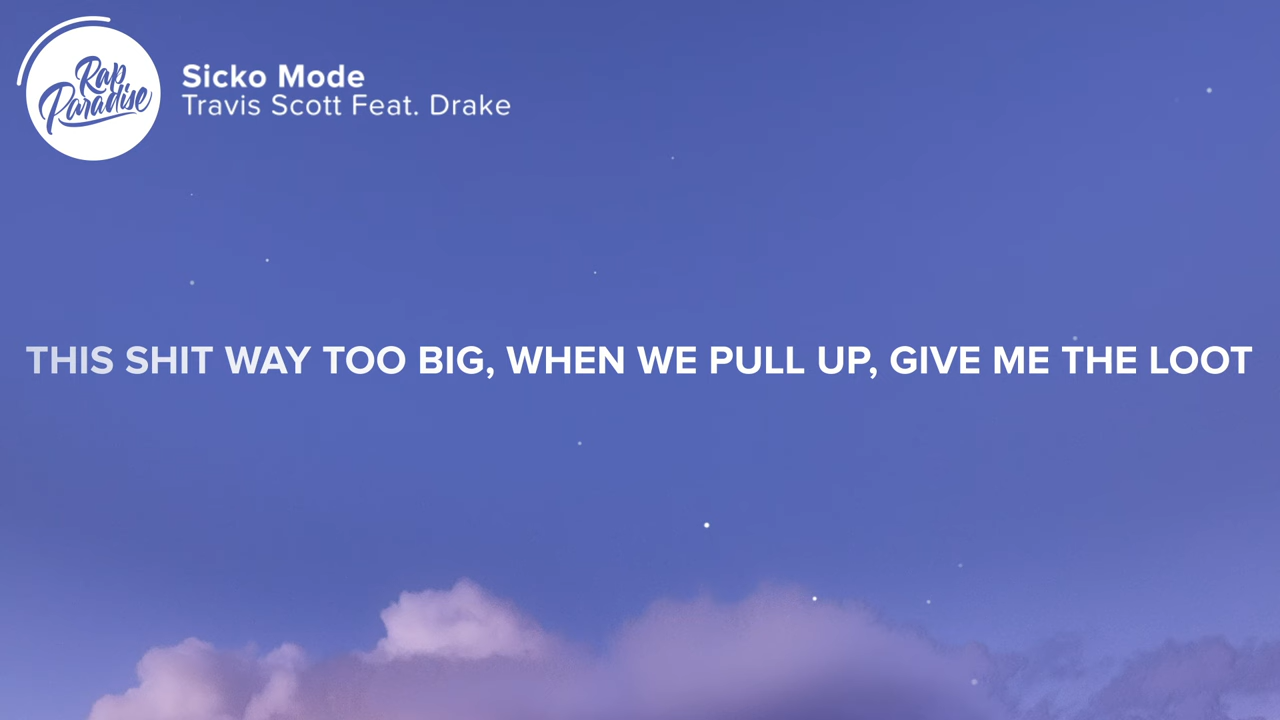 Rap
Paradise
Sicko Mode
Travis Scott Feat. Drake
THIS SHIT WAY TOO BIG, WHEN WE PULL UP, GIVE ME THE LOOT